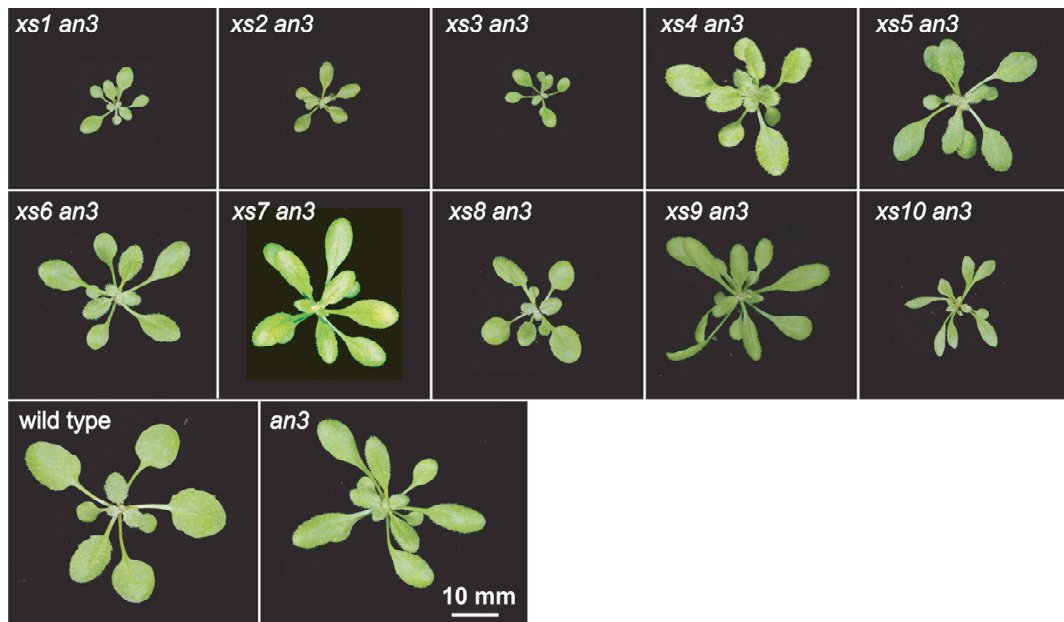 xs1 an3
xs2 an3
xs3 an3
xs4 an3
xs5 an3
xs6 an3
xs7 an3
xs8 an3
xs9 an3
xs10 an3
wild type
an3
10 mm